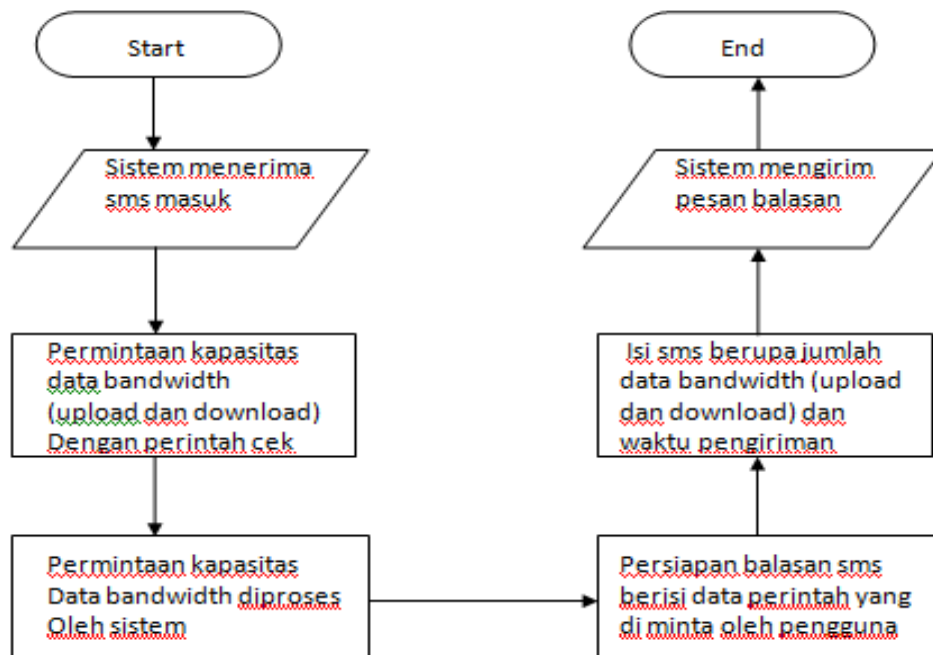 Start
Sistem menerima
sms masuk
Permintaan kapasitas
data bandwidth
(upload dan download)
Dengan perintah cek
Permintaan kapasitas
Data bandwidth diproses
Oleh sistem
Persiapan balasan sms
berisi data perintah yang
di minta oleh pengguna
Isi sms berupa jumlah
data bandwidth (upload
dan download) dan
waktu pengiriman
Sistem mengirim
pesan balasan
End